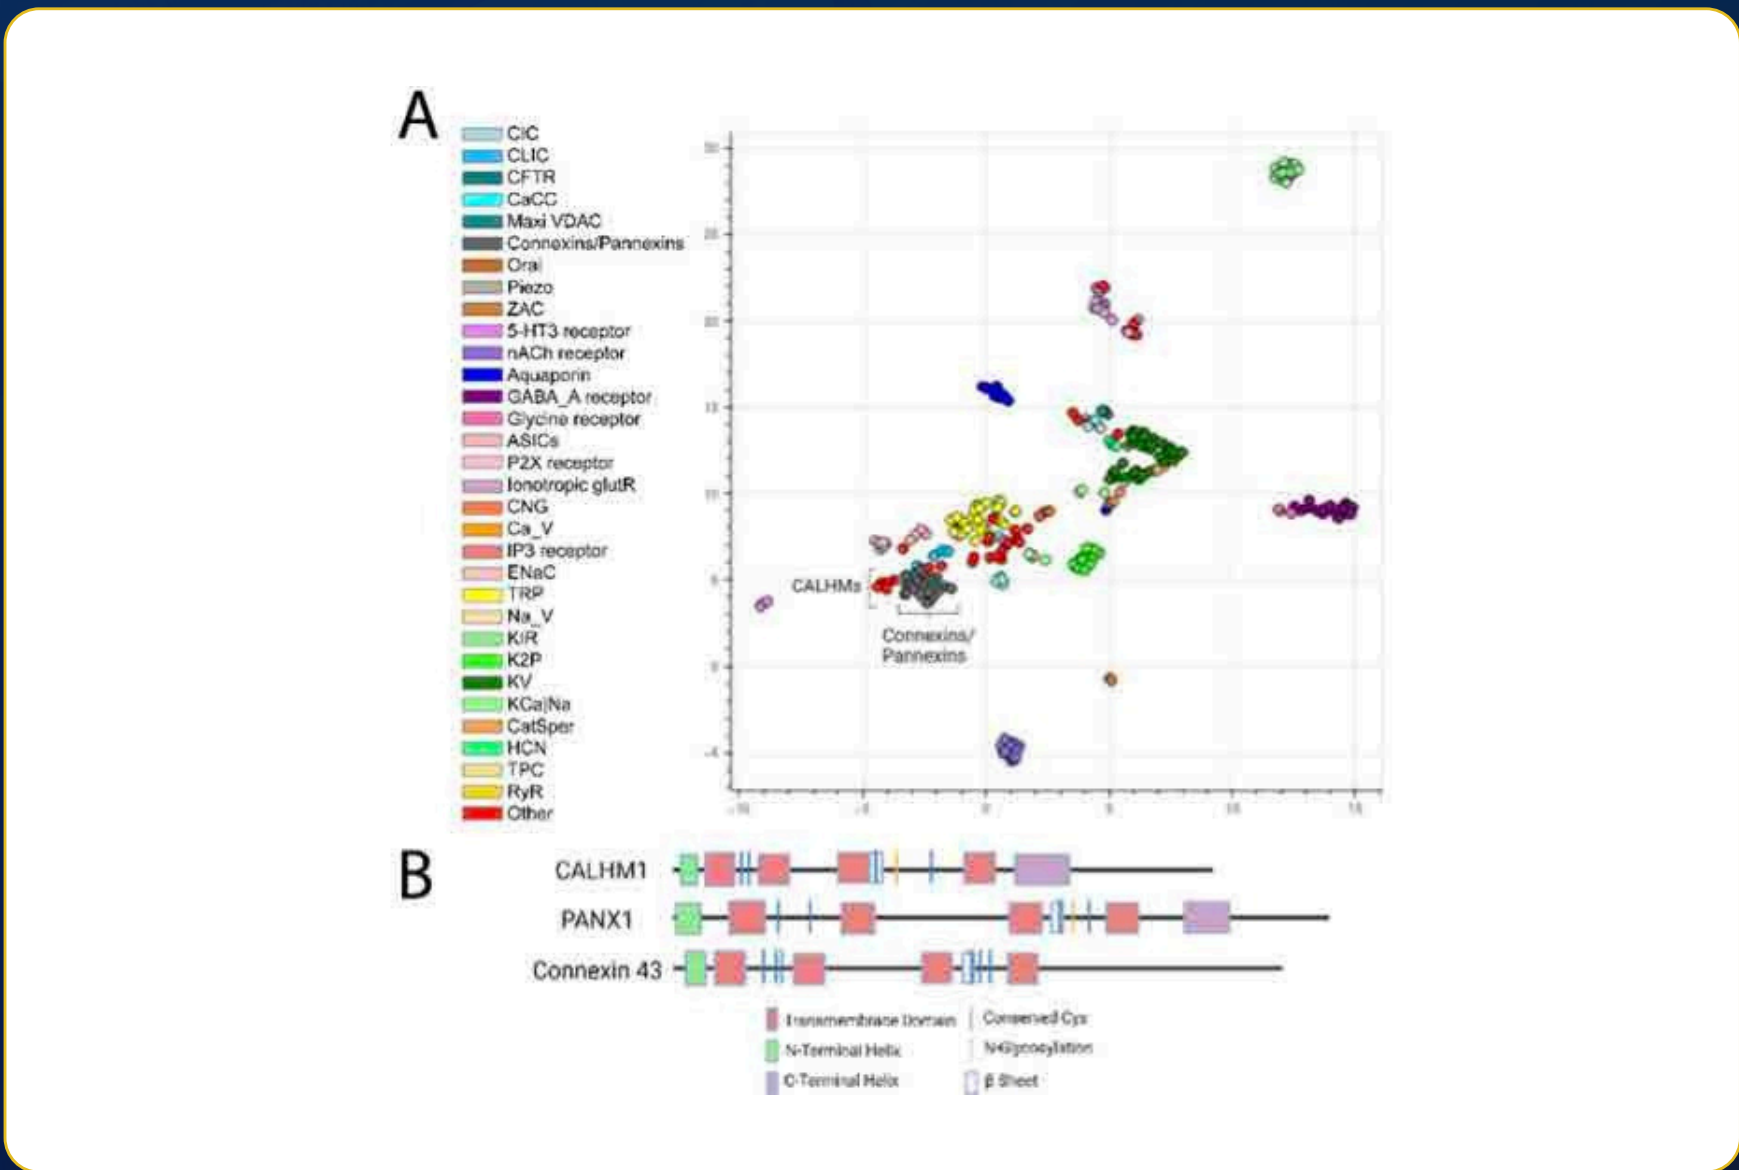 A
ClC
CLIC
CFTR
CaCC
Maxi VDAC
Connexins/Pannexins
Orai
Piezo
ZAC
5-HT3 receptor
nACh receptor
Aquaporin
GABA_A receptor
Glycine receptor
ASICs
P2X receptor
Ionotropic glutR
CNG
Ca_V
IP3 receptor
ENaC
TRP
Na_V
KIR
K2P
KV
KCa|Na
CatSper
HCN
TPC
RyR
Other
CALHMs
Connexins/
Pannexins
B
CALHM1
PANX1
Connexin 43
Transmembrane Domain
Conserved Cys
N-Terminal Helix
N-Glycosylation
C-Terminal Helix
β Sheet